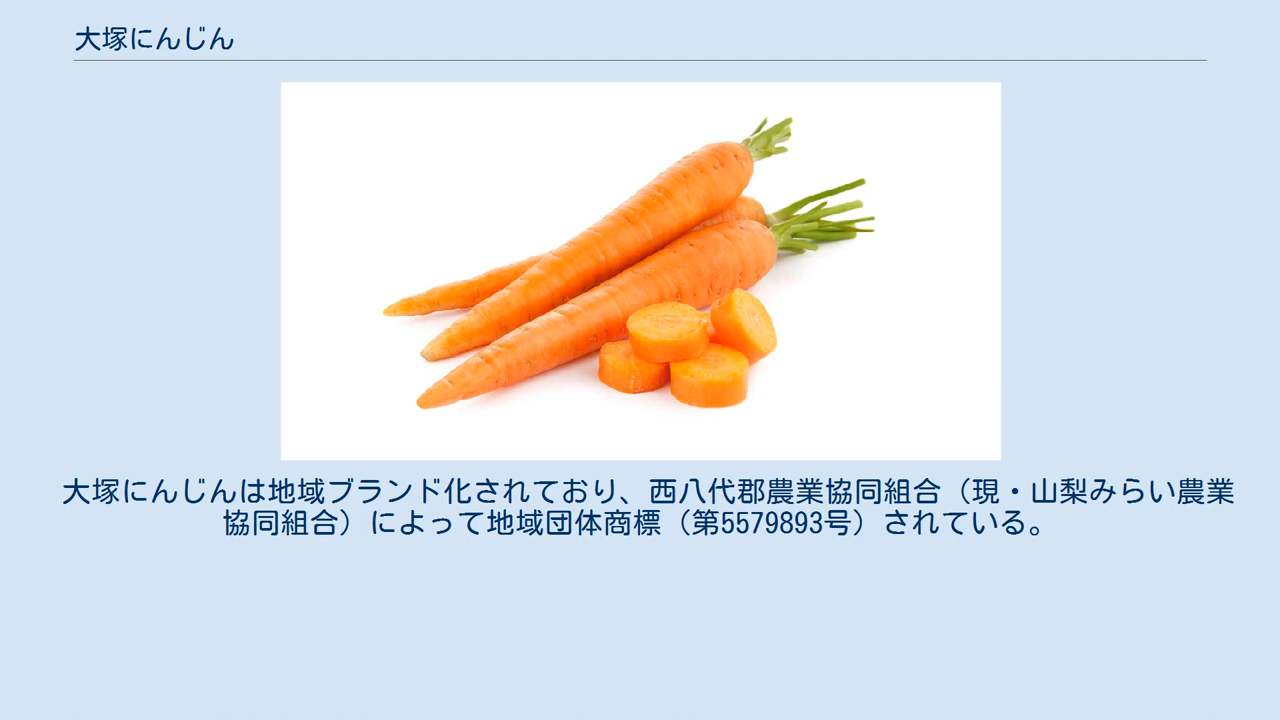 大塚にんじん
大塚にんじんは地域ブランド化されており、西八代郡農業協同組合（現・山梨みらい農業
協同組合）によって地域団体商標（第5579893号）されている。